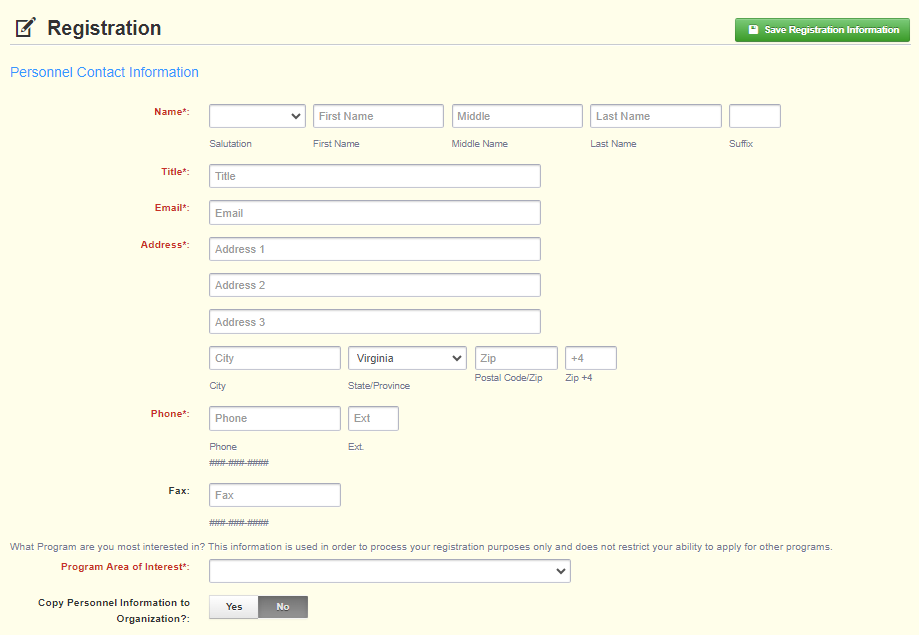 Registration
Save Registration Information
Personnel Contact Information
Name*:
First Name
Middle
Last Name
Salutation
First Name
Middle Name
Last Name
Suffix
Title*:
Title
Email*:
Email
Address*:
Address 1
Address 2
Address 3
City
Virginia
Zip
+4
City
State/Province
Postal Code/Zip
Zip +4
Phone*:
Phone
Ext
Phone
Ext.
###-###-####
Fax:
Fax
###-###-####
What Program are you most interested in? This information is used in order to process your registration purposes only and does not restrict your ability to apply for other programs.
Program Area of Interest*:
Copy Personnel Information to
Organization?:
Yes
No